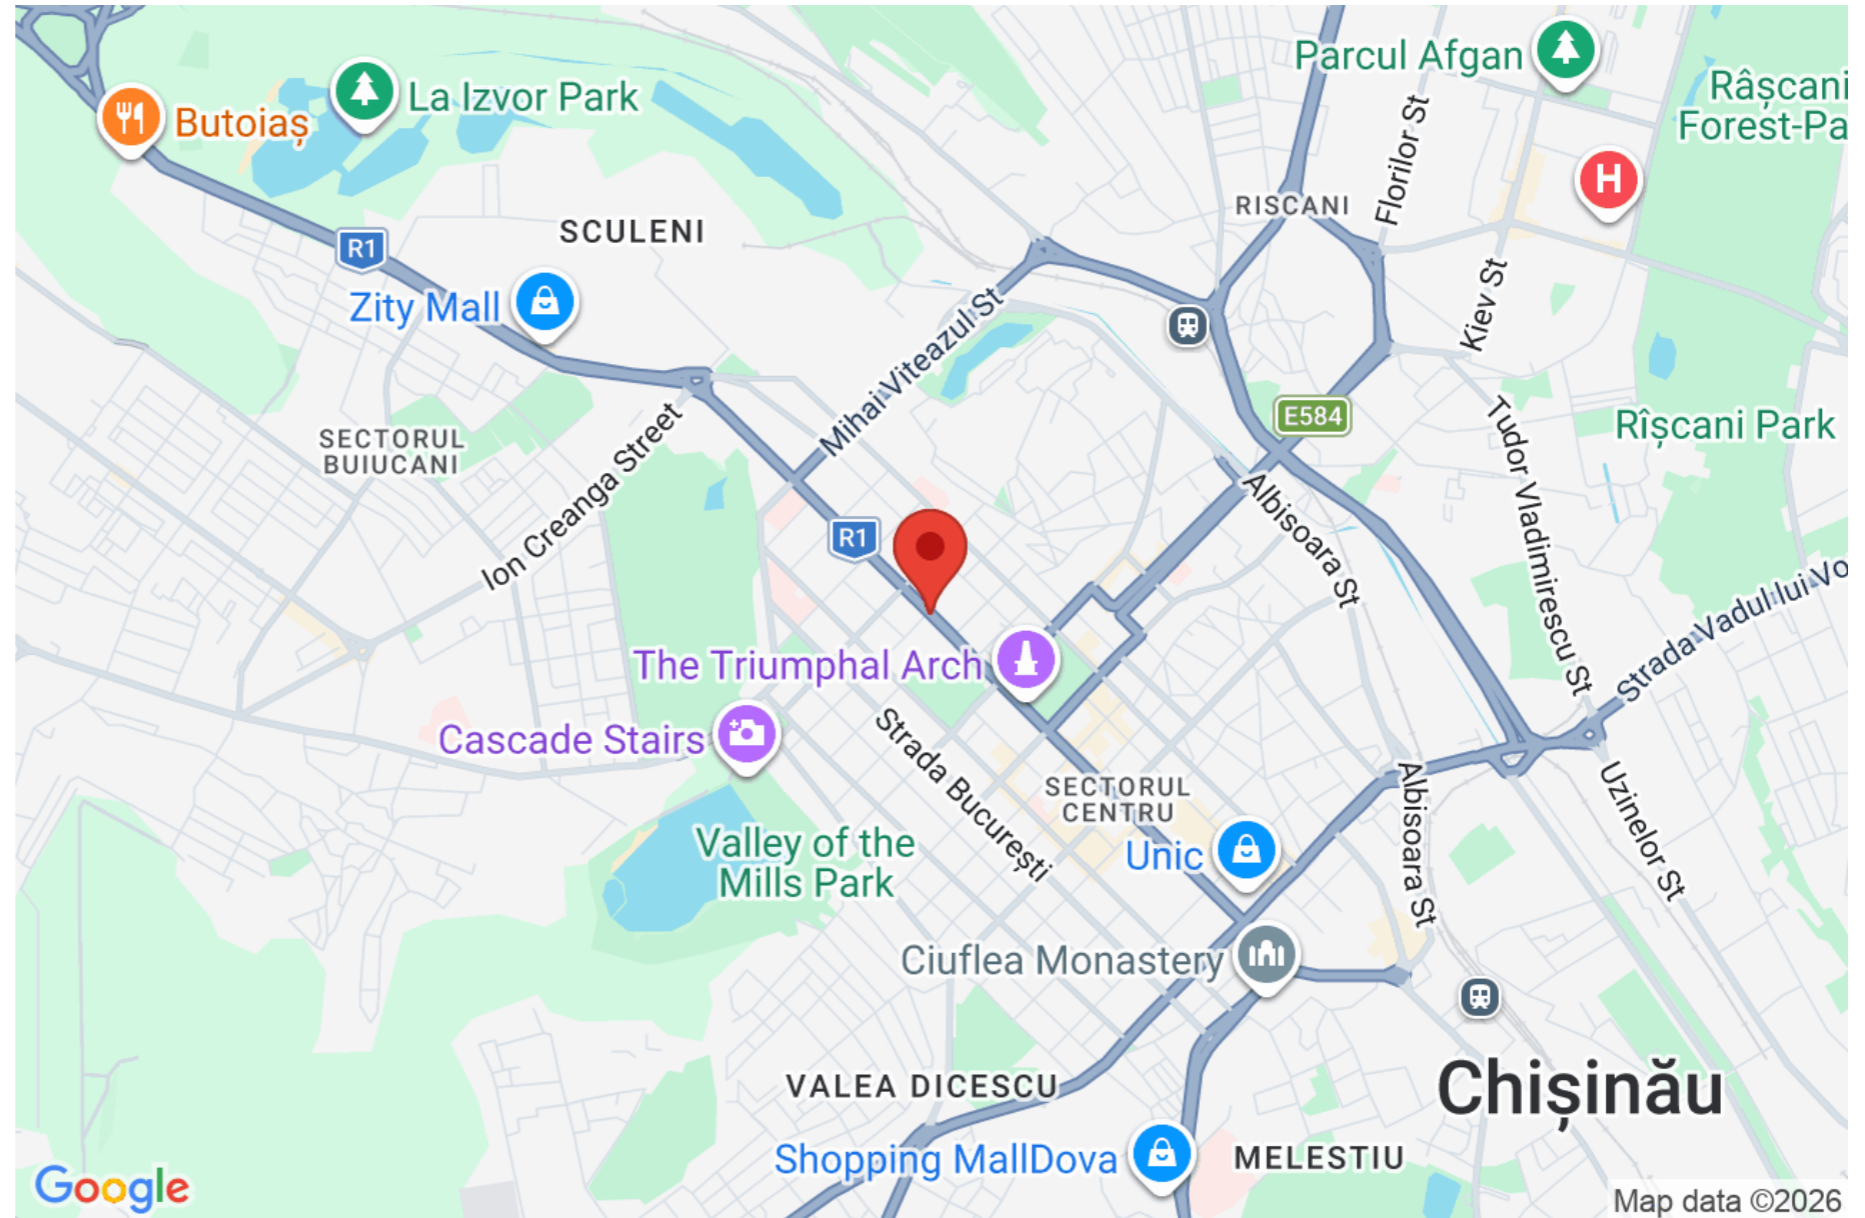 Parcul Afgan
La Izvor Park
Butoiaș
Râșcani
Forest-Pa
Florilor St
H
RISCANI
SCULENI
R1
Zity Mall
Kiev St
Mihai Viteazul St
E584
SECTORUL
BUIUCANI
Ion Creanga Street
Rîșcani Park
Tudor Vladimirescu St
Albisoara St
R1
Strada Vadul lui Vo
The Triumphal Arch
Cascade Stairs
Strada București
SECTORUL
CENTRU
Albisoara St
Uzinelor St
Valley of the
Mills Park
Unic
Ciuflea Monastery
VALEA DICESCU
Chișinău
Shopping MallDova
MELESTIU
Google
Map data ©2026